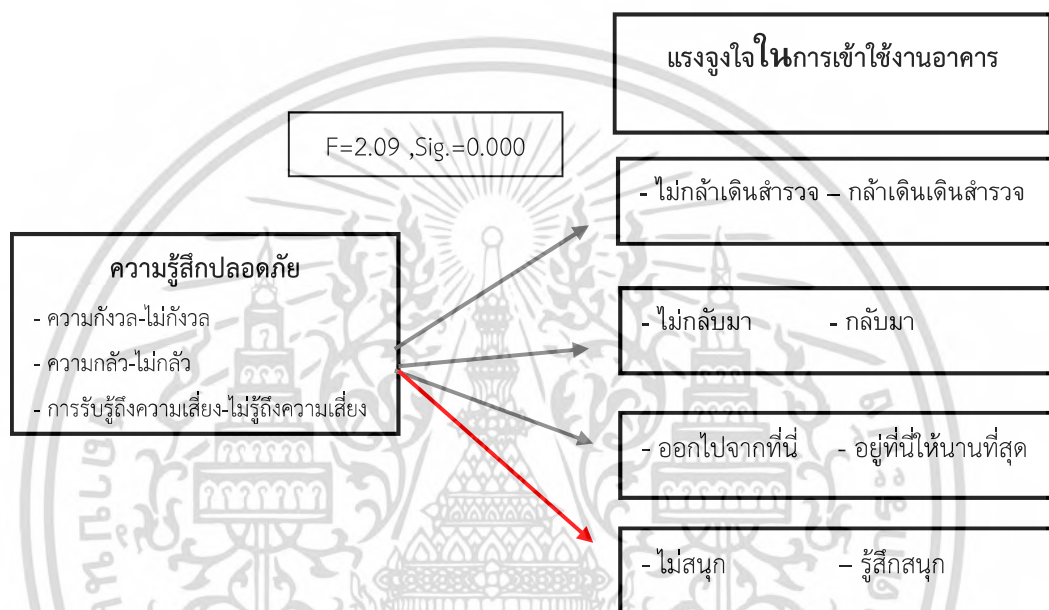 แรงจูงใจในการเข้าใช้งานอาคาร
F=2.09 ,Sig.=0.000
- ไม่กล้าเดินสำรวจ – กล้าเดินเดินสำรวจ
ความรู้สึกปลอดภัย
- ความกังวล-ไม่กังวล
- ความกลัว-ไม่กลัว
- การรับรู้ถึงความเสี่ยง-ไม่รู้ถึงความเสี่ยง
- ไม่กลับมา - กลับมา
- ออกไปจากที่นี่ - อยู่ที่นี่ให้นานที่สุด
- ไม่สนุก – รู้สึกสนุก